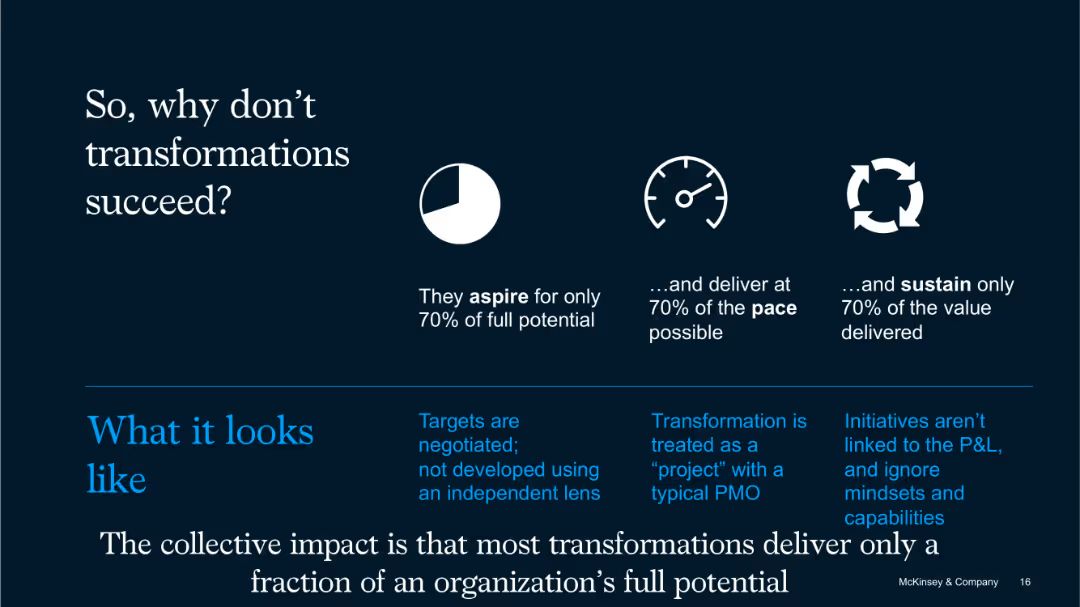 So, why don’t
transformations
succeed?
They aspire for only
70% of full potential
…and deliver at
70% of the pace
possible
…and sustain only
70% of the value
delivered
What it looks
like
Targets are
negotiated;
not developed using
an independent lens
Transformation is
treated as a
“project” with a
typical PMO
Initiatives aren’t
linked to the P&L,
and ignore
mindsets and
capabilities
The collective impact is that most transformations deliver only a
fraction of an organization’s full potential
McKinsey & Company 16